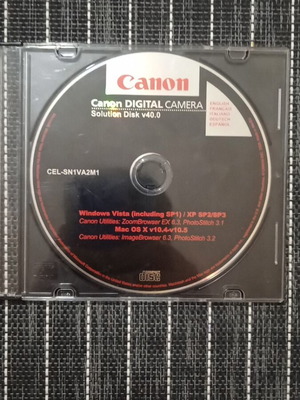 Canon
Canon DIGITAL CAMERA
Solution Disk v40.0
ENGLISH
FRANÇAIS
ITALIANO
DEUTSCH
ESPAÑOL
CEL-SN1VA2M1
Windows Vista (including SP1) / XP SP2/SP3
Canon Utilities: ZoomBrowser EX 6.3, PhotoStitch 3.1
Mac OS X v10.4-v10.5
Canon Utilities: ImageBrowser 6.3, PhotoStitch 3.2